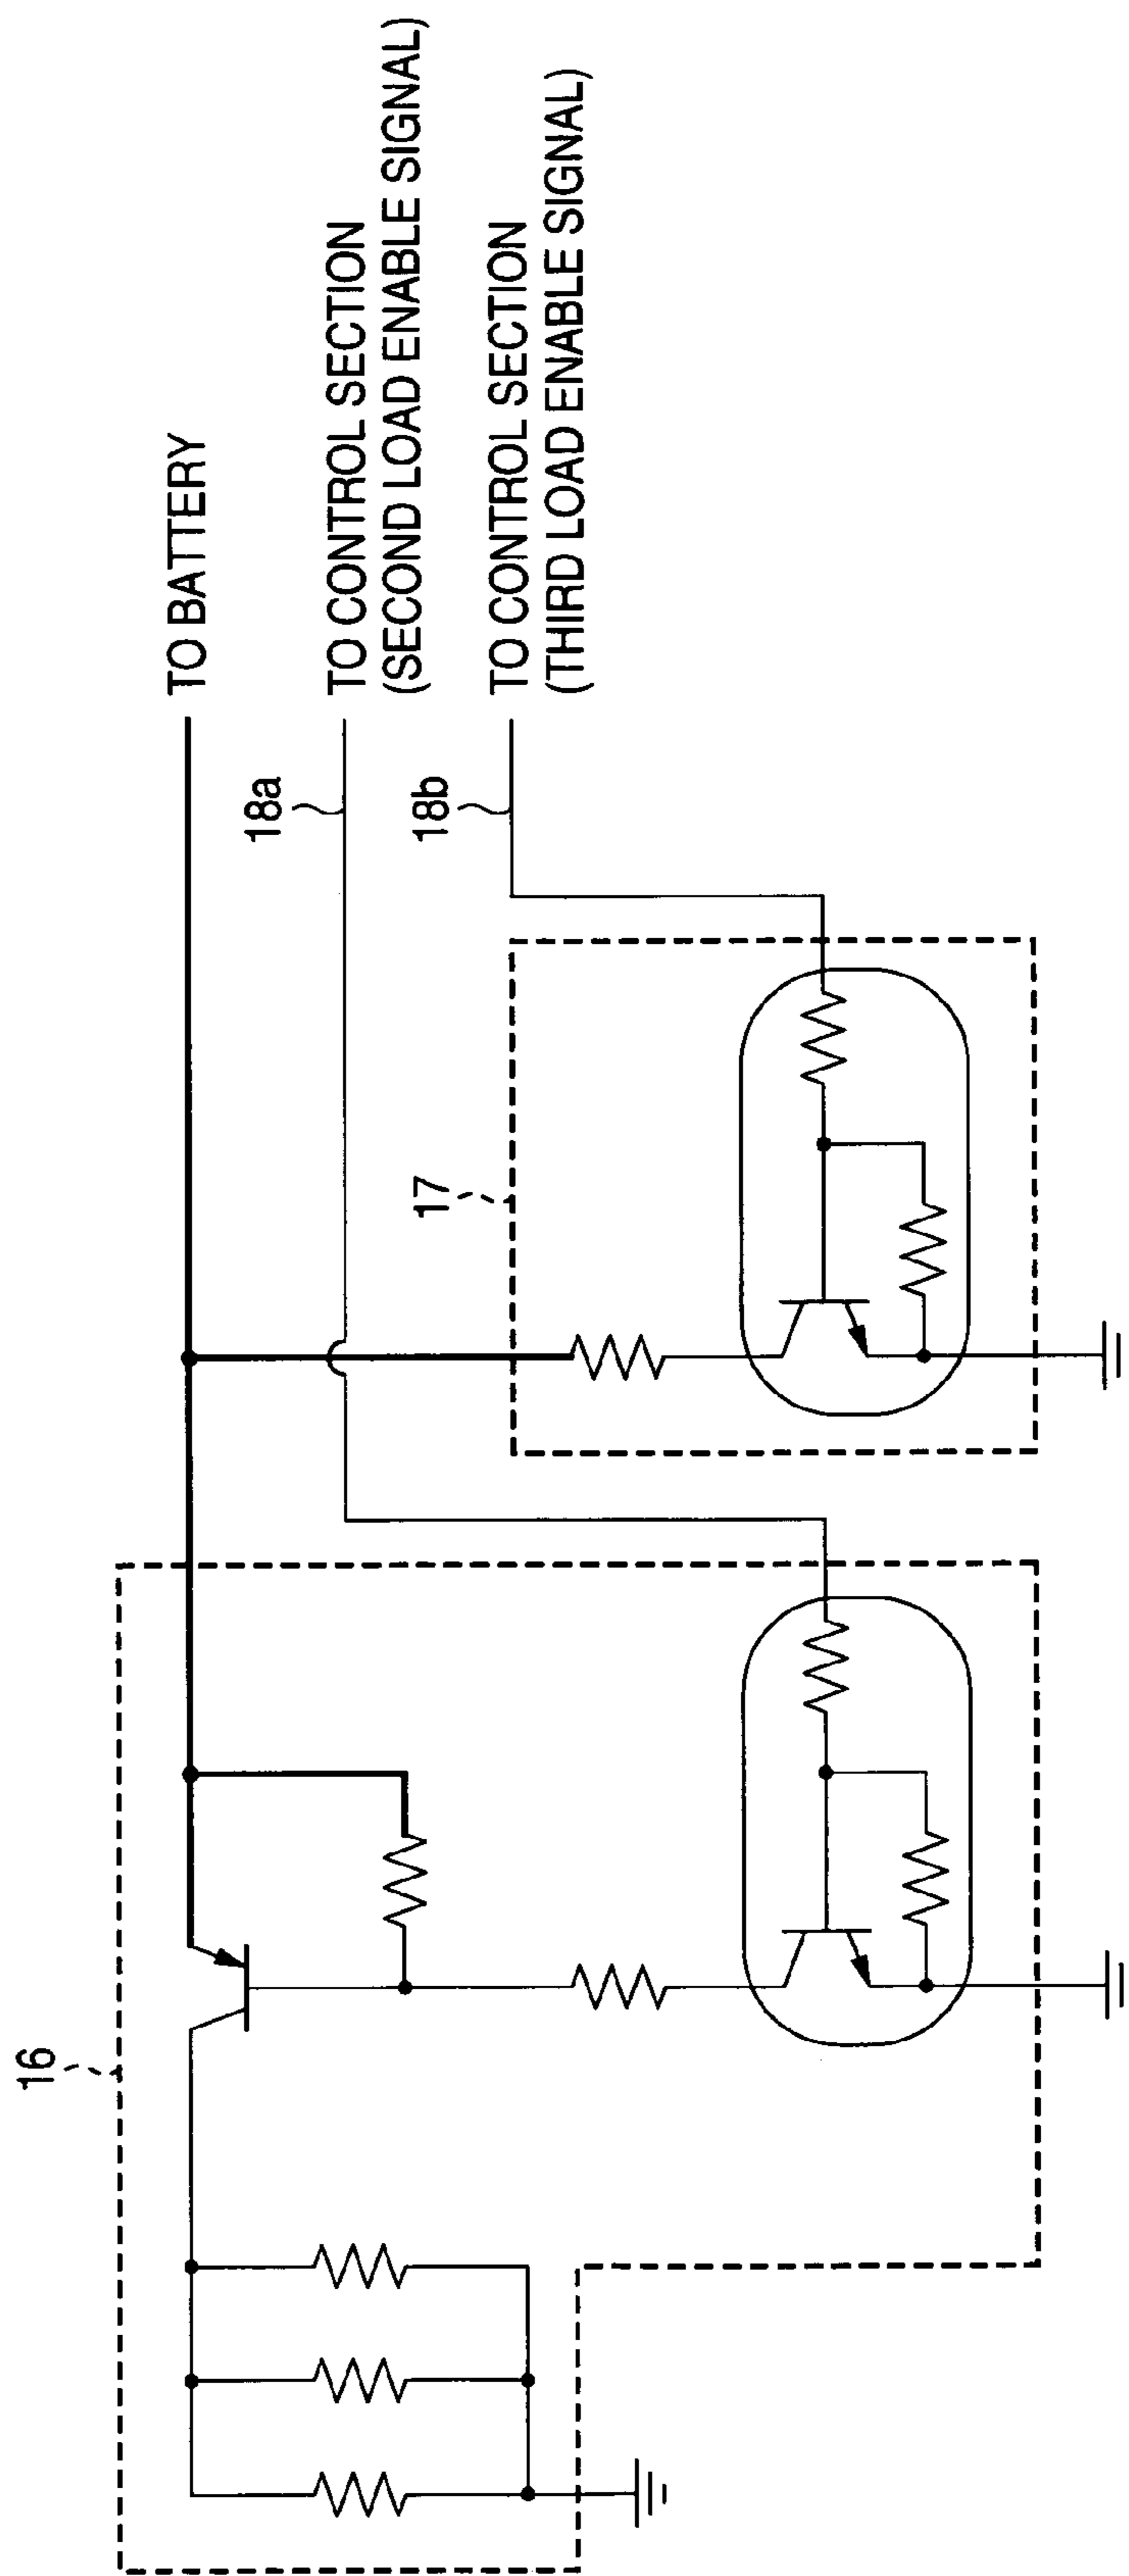 TO BATTERY
18a
TO CONTROL SECTION
(SECOND LOAD ENABLE SIGNAL)
18b
TO CONTROL SECTION
(THIRD LOAD ENABLE SIGNAL)
17
16